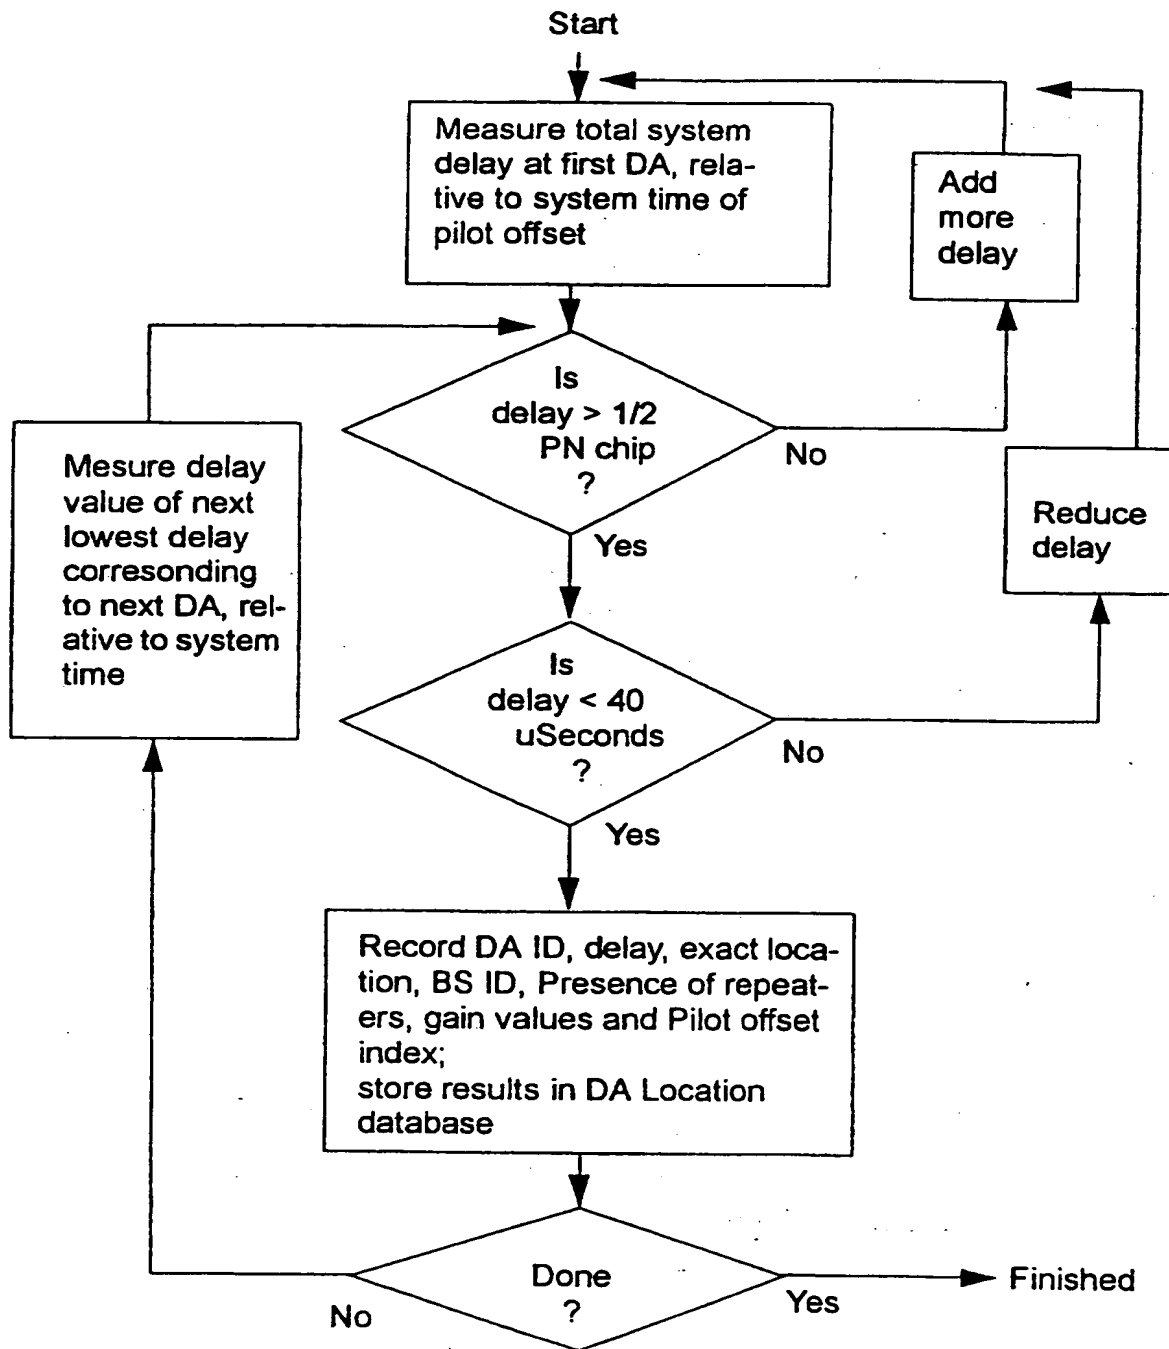 Start
Measure total system
delay at first DA, rela-
tive to system time of
pilot offset
Add
more
delay
Is
delay > 1/2
PN chip
?
No
Yes
Mesure delay
value of next
lowest delay
corresonding
to next DA, rel-
ative to system
time
Reduce
delay
Is
delay < 40
uSeconds
?
No
Yes
Record DA ID, delay, exact loca-
tion, BS ID, Presence of repeat-
ers, gain values and Pilot offset
index;
store results in DA Location
database
Done
?
No
Yes
Finished